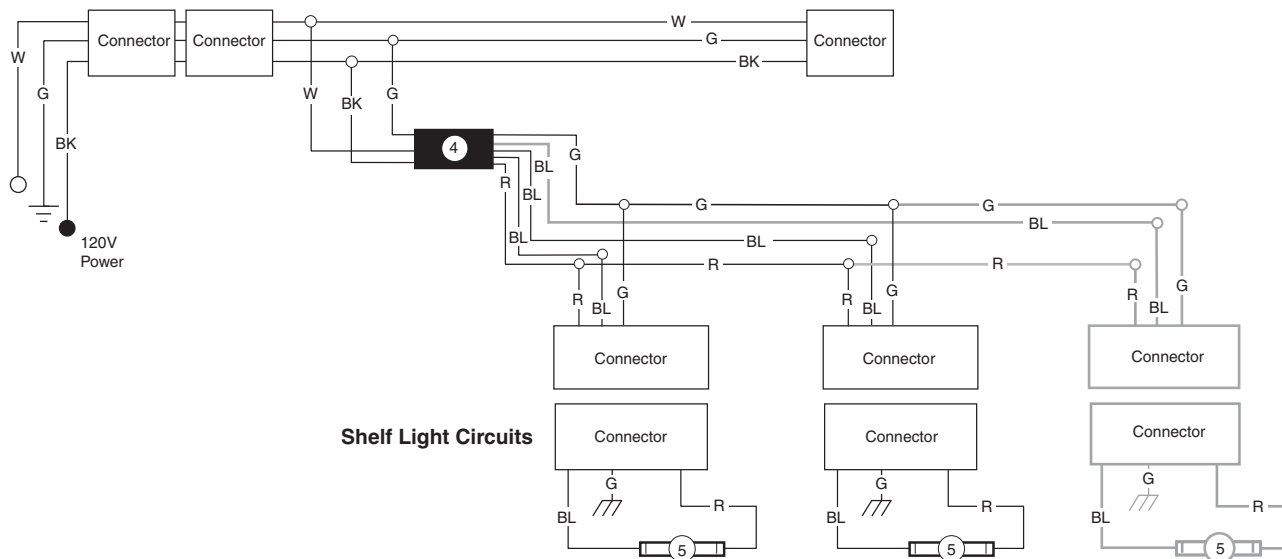 W
Connector
Connector
W
G
BK
Connector
W
G
BK
W
BK
G
4
120V
Power
G
BL
R
BL
BL
G
G
BL
BL
R
R
R
BL
G
R
BL
G
R
BL
G
Connector
Connector
Connector
Shelf Light Circuits
Connector
Connector
Connector
G
G
G
BL
R
BL
R
BL
R
5
5
5